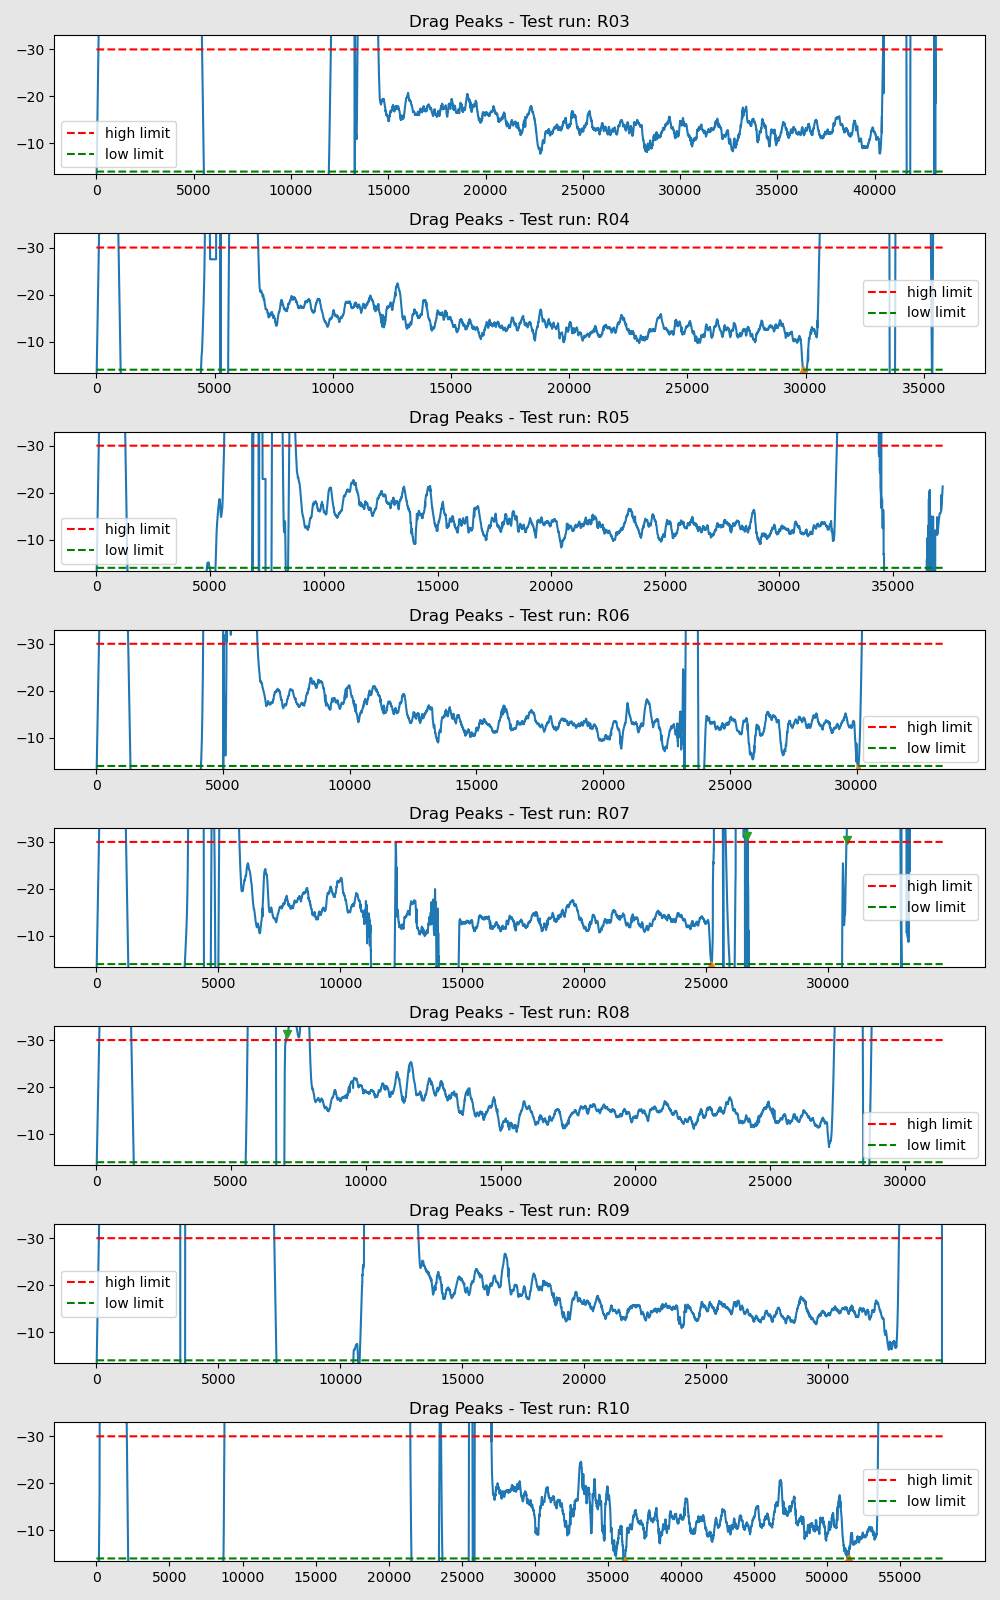 Drag Peaks - Test run: R03
−30
−20
−10
high limit
low limit
0 5000 10000 15000 20000 25000 30000 35000 40000
Drag Peaks - Test run: R04
−30
−20
−10
high limit
low limit
0 5000 10000 15000 20000 25000 30000 35000
Drag Peaks - Test run: R05
−30
−20
−10
high limit
low limit
0 5000 10000 15000 20000 25000 30000 35000
Drag Peaks - Test run: R06
−30
−20
−10
high limit
low limit
0 5000 10000 15000 20000 25000 30000
Drag Peaks - Test run: R07
−30
−20
−10
high limit
low limit
0 5000 10000 15000 20000 25000 30000
Drag Peaks - Test run: R08
−30
−20
−10
high limit
low limit
0 5000 10000 15000 20000 25000 30000
Drag Peaks - Test run: R09
−30
−20
−10
high limit
low limit
0 5000 10000 15000 20000 25000 30000
Drag Peaks - Test run: R10
−30
−20
−10
high limit
low limit
0 5000 10000 15000 20000 25000 30000 35000 40000 45000 50000 55000